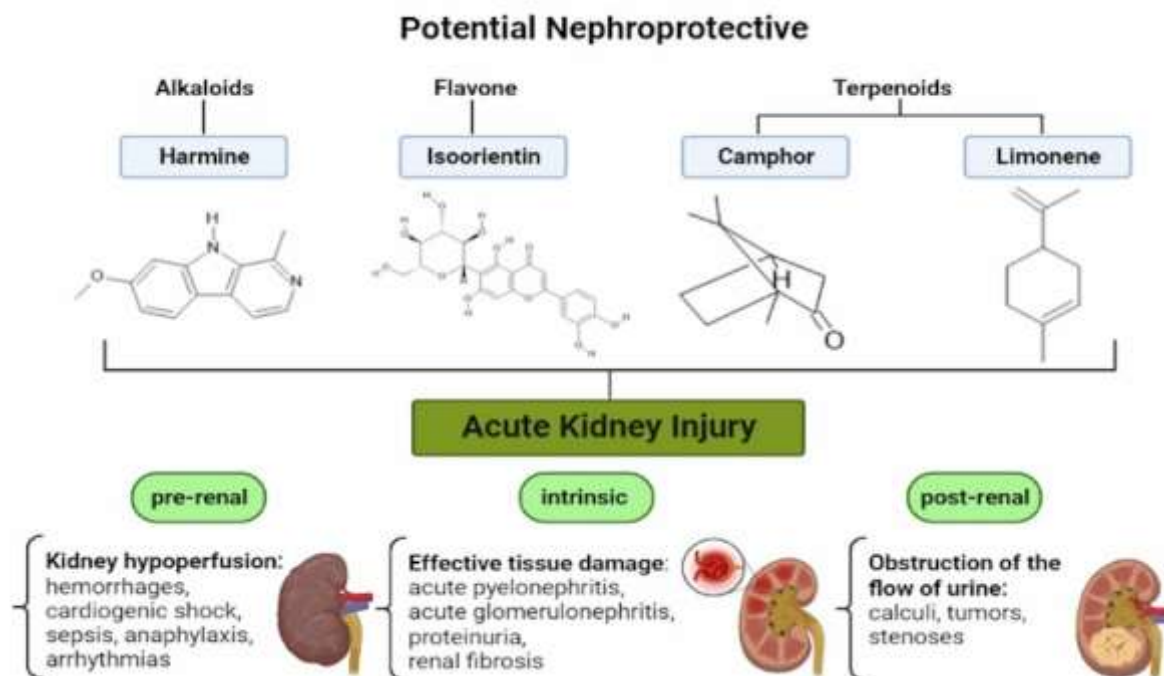 Potential Nephroprotective
Alkaloids
Flavone
Terpenoids
Harmine
Isoorientin
Camphor
Limonene
H
N
N
O
H
O
H
O
H
O
H
O
H
O
O
H
O
O
H
O
H
O
H
H
O
Acute Kidney Injury
pre-renal
intrinsic
post-renal
Kidney hypoperfusion:
hemorrhages,
cardiogenic shock,
sepsis, anaphylaxis,
arrhythmias
Effective tissue damage:
acute pyelonephritis,
acute glomerulonephritis,
proteinuria,
renal fibrosis
Obstruction of the
flow of urine:
calculi, tumors,
stenoses